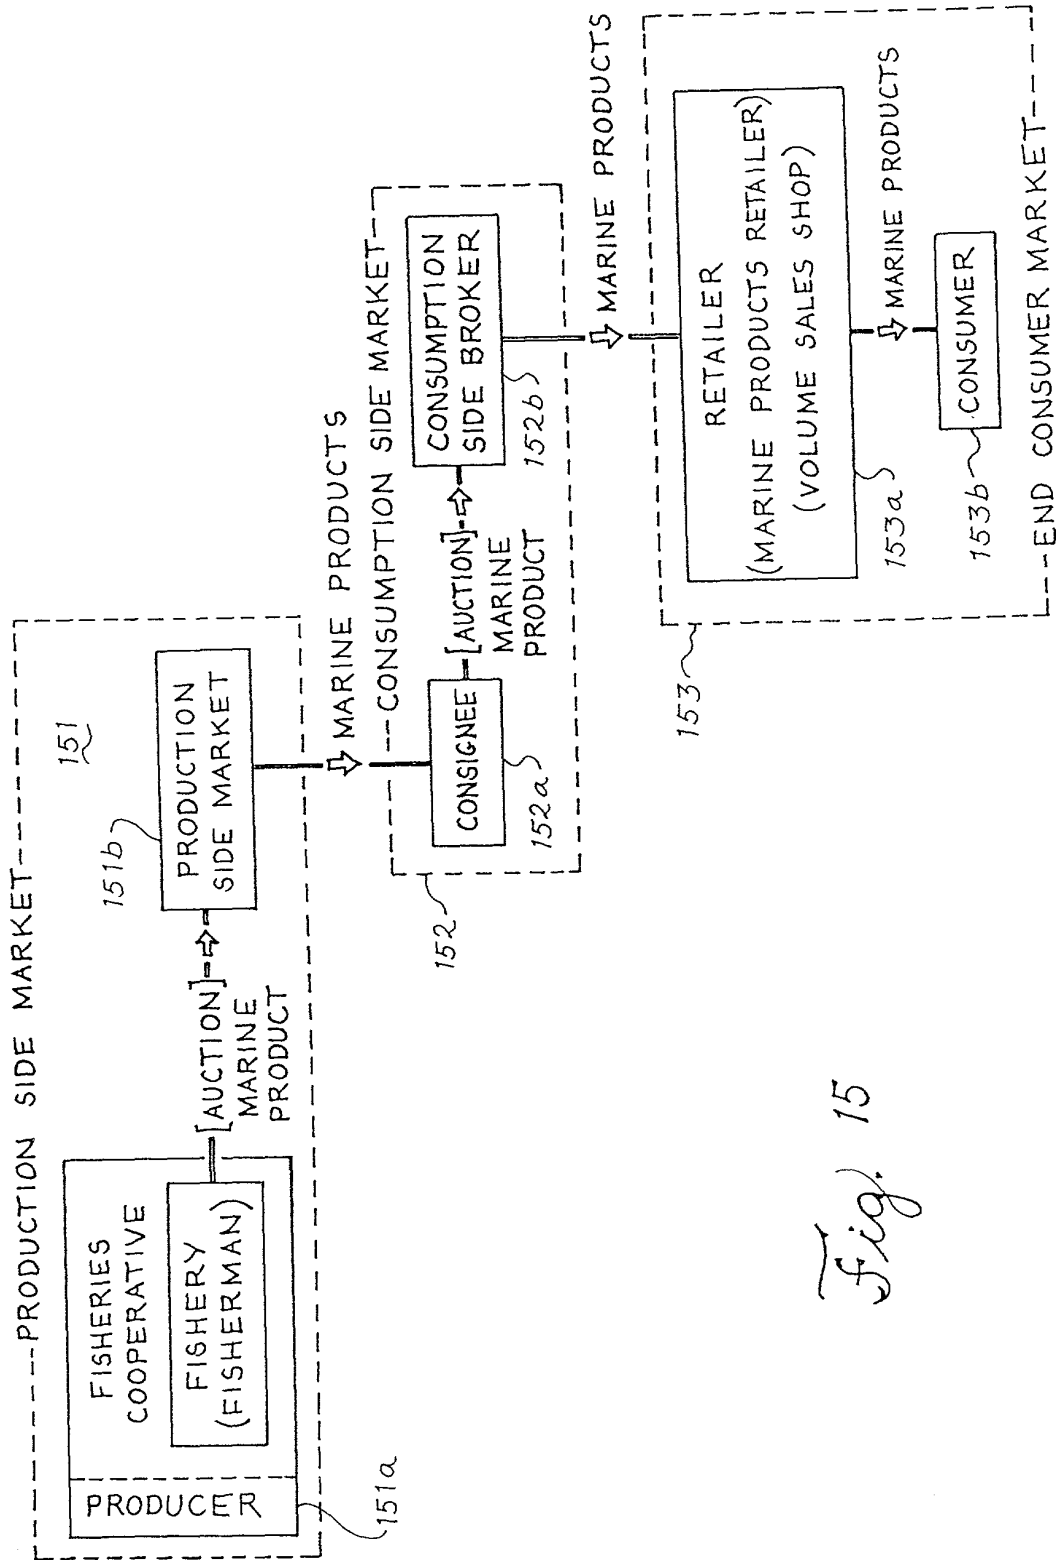 PRODUCTION SIDE MARKET
151
PRODUCER
FISHERIES
COOPERATIVE
FISHERY
(FISHERMAN)
151a
[AUCTION]
MARINE
PRODUCT
151b
PRODUCTION
SIDE MARKET
MARINE PRODUCTS
CONSUMPTION SIDE MARKET
152
CONSIGNEE
152a
[AUCTION]
MARINE
PRODUCT
CONSUMPTION
SIDE BROKER
152b
MARINE PRODUCTS
153
RETAILER
(MARINE PRODUCTS RETAILER)
(VOLUME SALES SHOP)
153a
MARINE PRODUCTS
CONSUMER
153b
END CONSUMER MARKET
Fig. 15